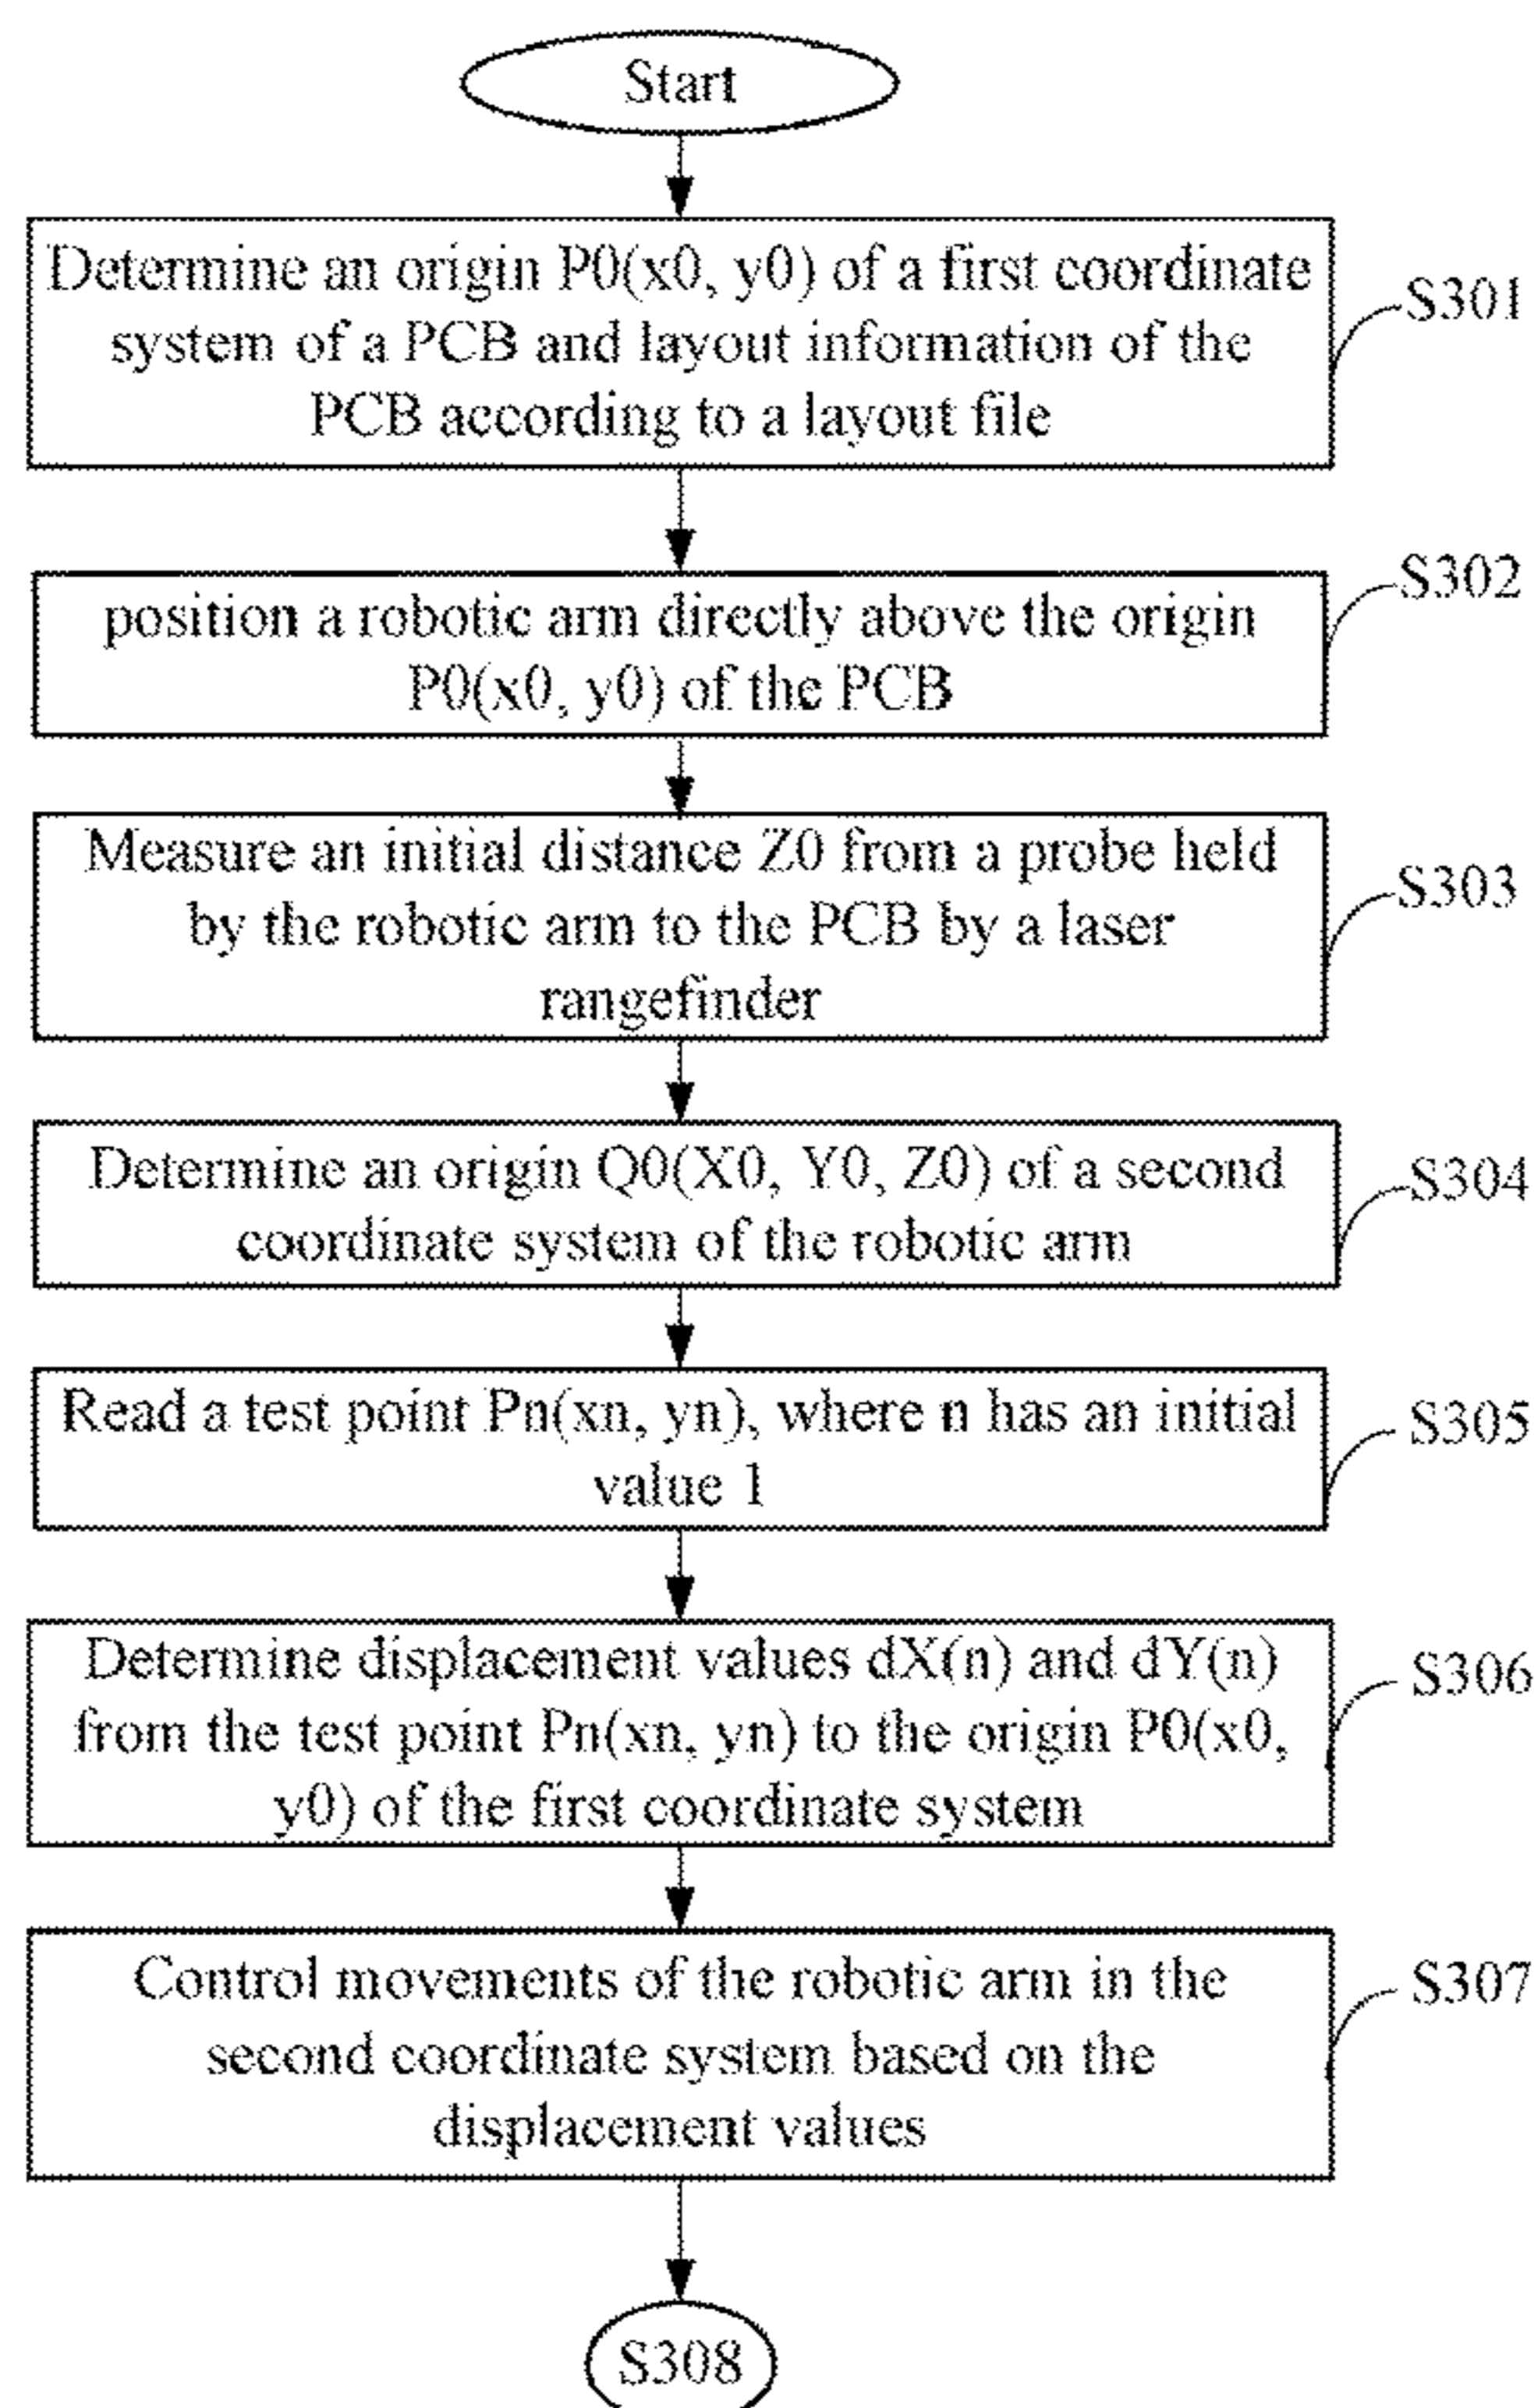 Start
Determine an origin P0(x0, y0) of a first coordinate
system of a PCB and layout information of the
PCB according to a layout file
S301
position a robotic arm directly above the origin
P0(x0, y0) of the PCB
S302
Measure an initial distance Z0 from a probe held
by the robotic arm to the PCB by a laser
rangefinder
S303
Determine an origin Q0(X0, Y0, Z0) of a second
coordinate system of the robotic arm
S304
Read a test point Pn(xn, yn), where n has an initial
value 1
S305
Determine displacement values dX(n) and dY(n)
from the test point Pn(xn, yn) to the origin P0(x0,
y0) of the first coordinate system
S306
Control movements of the robotic arm in the
second coordinate system based on the
displacement values
S307
S308